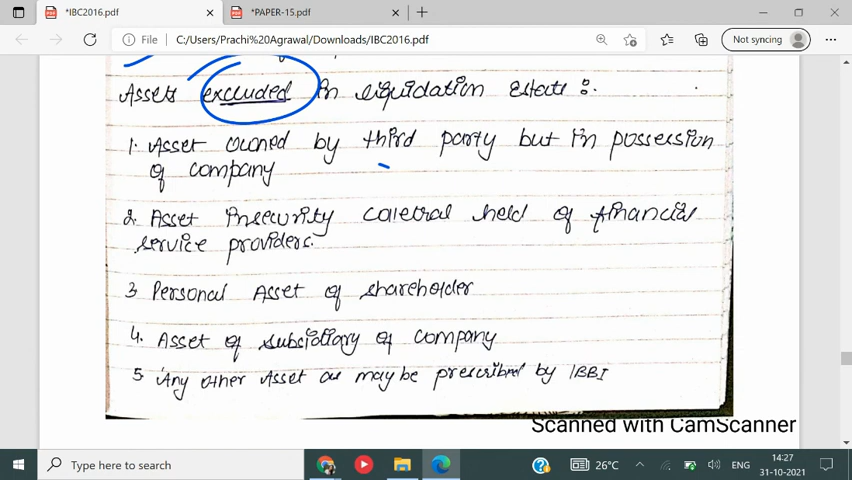 *IBC2016.pdf
*PAPER-15.pdf
File
C:/Users/Prachi%20Agrawal/Downloads/IBC2016.pdf
Not syncing
Assets excluded in liquidation Estate :-
1. Asset owned by third party but in possession
of company
2. Asset insecurity colletral held of financial
service providers.
3 Personal Asset of shareholder
4. Asset of subsidiary of company
5. Any other Asset as may be prescribed by IBBI
Scanned with CamScanner
Type here to search
26°C
ENG
14:27
31-10-2021